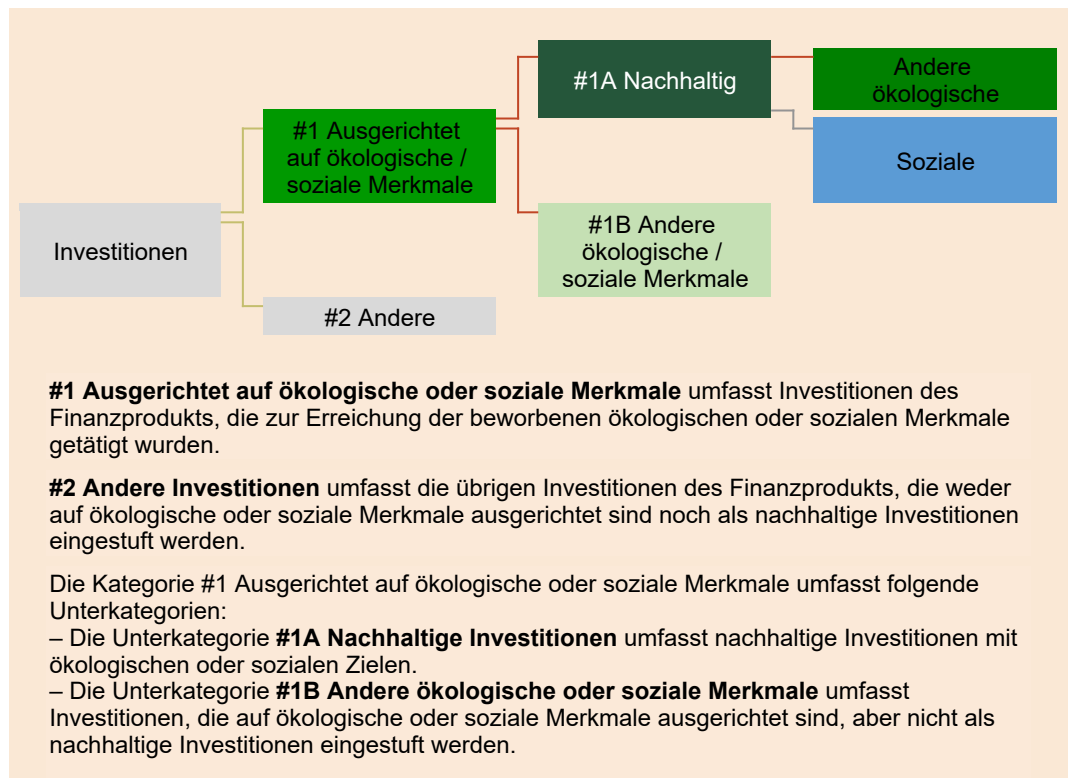 #1A Nachhaltig
Andere
ökologische
#1 Ausgerichtet
auf ökologische /
soziale Merkmale
Soziale
Investitionen
#1B Andere
ökologische /
soziale Merkmale
#2 Andere
#1 Ausgerichtet auf ökologische oder soziale Merkmale umfasst Investitionen des
Finanzprodukts, die zur Erreichung der beworbenen ökologischen oder sozialen Merkmale
getätigt wurden.
#2 Andere Investitionen umfasst die übrigen Investitionen des Finanzprodukts, die weder
auf ökologische oder soziale Merkmale ausgerichtet sind noch als nachhaltige Investitionen
eingestuft werden.
Die Kategorie #1 Ausgerichtet auf ökologische oder soziale Merkmale umfasst folgende
Unterkategorien:
– Die Unterkategorie #1A Nachhaltige Investitionen umfasst nachhaltige Investitionen mit
ökologischen oder sozialen Zielen.
– Die Unterkategorie #1B Andere ökologische oder soziale Merkmale umfasst
Investitionen, die auf ökologische oder soziale Merkmale ausgerichtet sind, aber nicht als
nachhaltige Investitionen eingestuft werden.